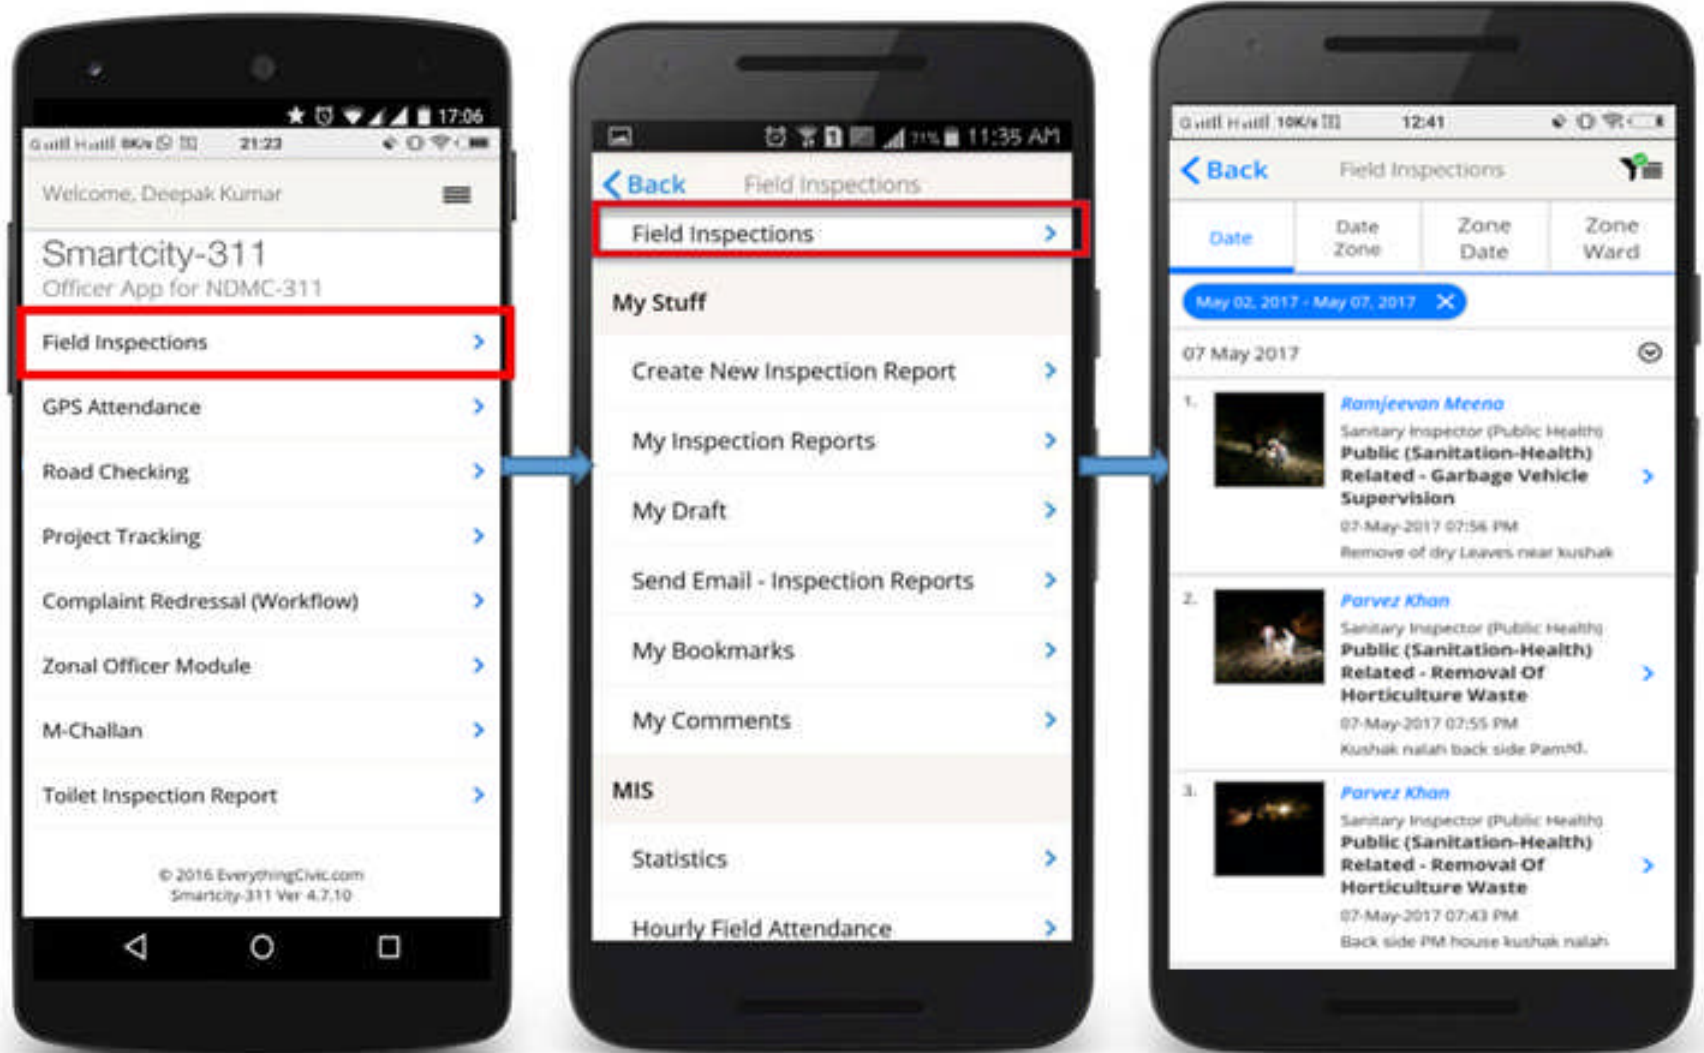 17:06
21:23
Welcome, Deepak Kumar
Smartcity-311
Officer App for NDMC-311
Field Inspections
GPS Attendance
Road Checking
Project Tracking
Complaint Redressal (Workflow)
Zonal Officer Module
M-Challan
Toilet Inspection Report
© 2016 EverythingCivic.com
Smartcity-311 Ver 4.7.10
71% 11:35 AM
Back Field Inspections
Field Inspections
My Stuff
Create New Inspection Report
My Inspection Reports
My Draft
Send Email - Inspection Reports
My Bookmarks
My Comments
MIS
Statistics
Hourly Field Attendance
10K/s 12:41
Back Field Inspections
Date
Date
Zone
Zone
Date
Zone
Ward
May 02, 2017 - May 07, 2017
07 May 2017
1.
Ramjeevan Meena
Sanitary Inspector (Public Health)
Public (Sanitation-Health)
Related - Garbage Vehicle
Supervision
07-May-2017 07:56 PM
Remove of dry Leaves near kushak
2.
Parvez Khan
Sanitary Inspector (Public Health)
Public (Sanitation-Health)
Related - Removal Of
Horticulture Waste
07-May-2017 07:55 PM
Kushak nalah back side
3.
Parvez Khan
Sanitary Inspector (Public Health)
Public (Sanitation-Health)
Related - Removal Of
Horticulture Waste
07-May-2017 07:43 PM
Back side PM house kushak nalah